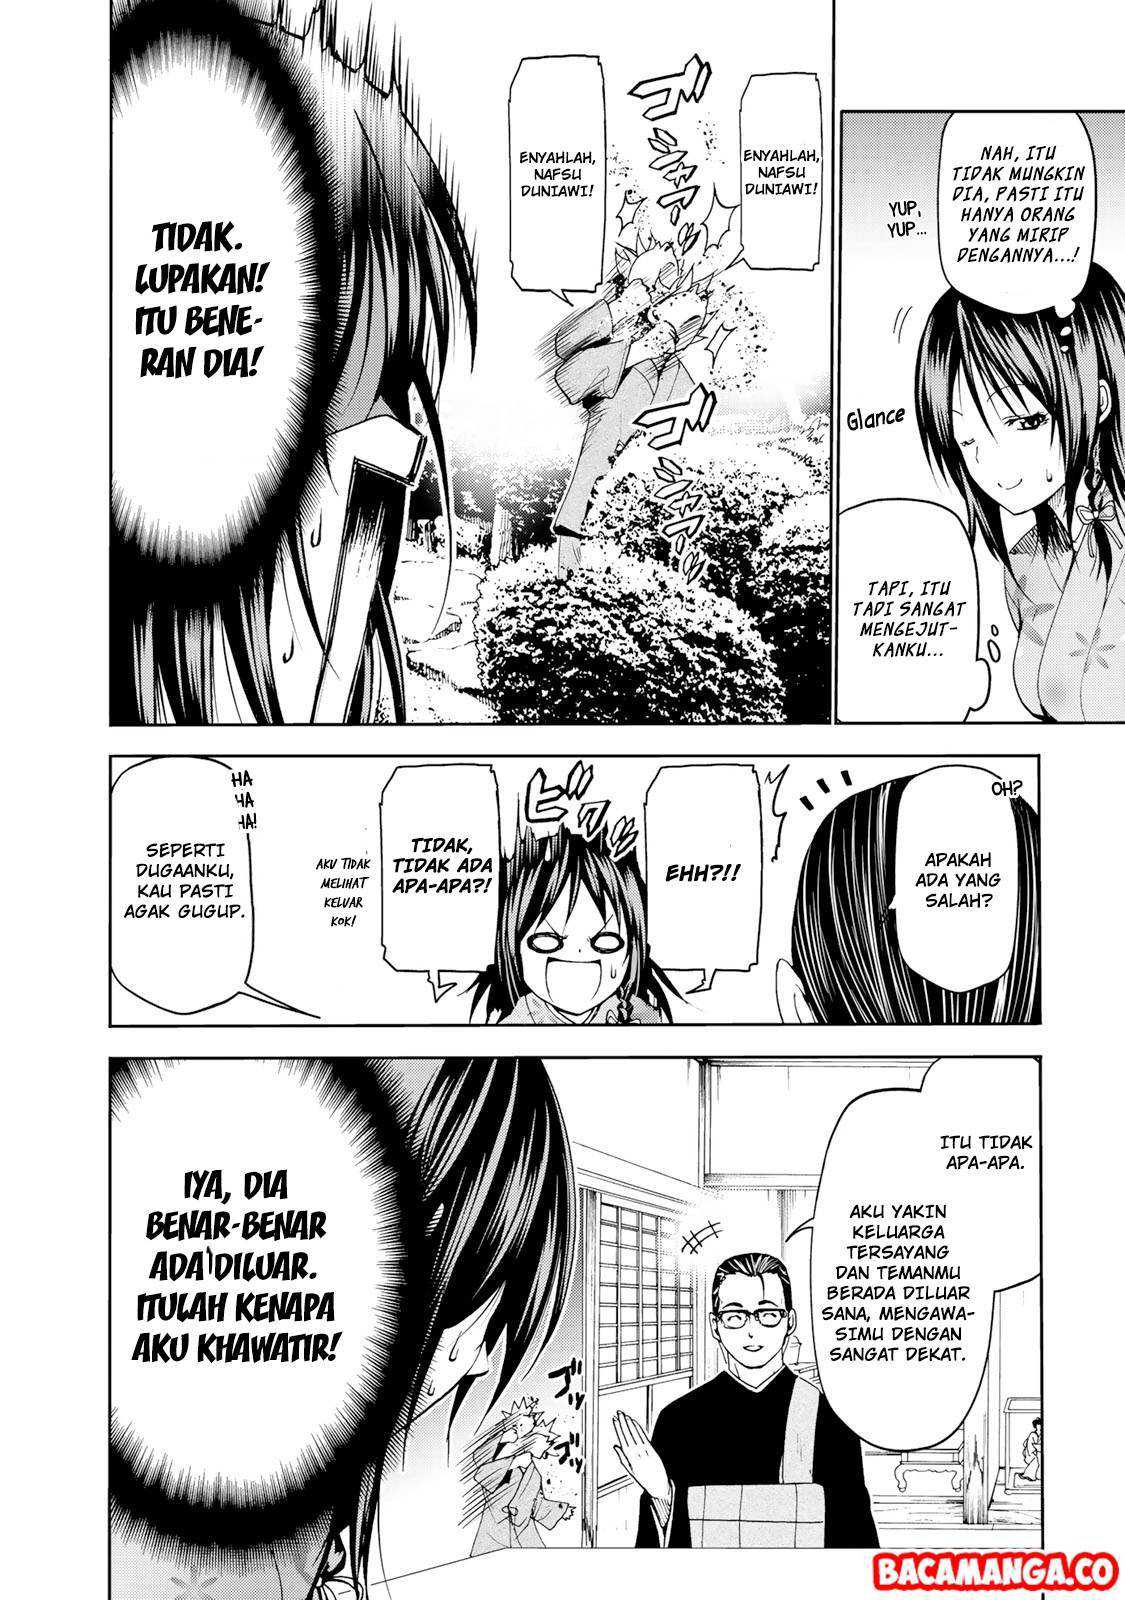 NAH, ITU
TIDAK MUNGKIN
DIA, PASTI ITU
HANYA ORANG
YANG MIRIP
DENGANNYA...!
YUP,
YUP...
Glance
TAPI, ITU
TADI SANGAT
MENGEJUT-
KANKU...
ENYAHLAH,
NAFSU
DUNIAWI!
ENYAHLAH,
NAFSU
DUNIAWI!
TIDAK.
LUPAKAN!
ITU BENE-
RAN DIA!
OH?
APAKAH
ADA YANG
SALAH?
EHH?!!
ビクッ
TIDAK,
TIDAK ADA
APA-APA?!
AKU TIDAK
MELIHAT
KELUAR
KOK!
HA
HA
HA!
SEPERTI
DUGAANKU,
KAU PASTI
AGAK GUGUP.
ITU TIDAK
APA-APA.
AKU YAKIN
KELUARGA
TERSAYANG
DAN TEMANMU
BERADA DILUAR
SANA, MENGAWA-
SIMU DENGAN
SANGAT DEKAT.
IYA, DIA
BENAR-BENAR
ADA DILUAR.
ITULAH KENAPA
AKU KHAWATIR!
BACAMANGA.CO